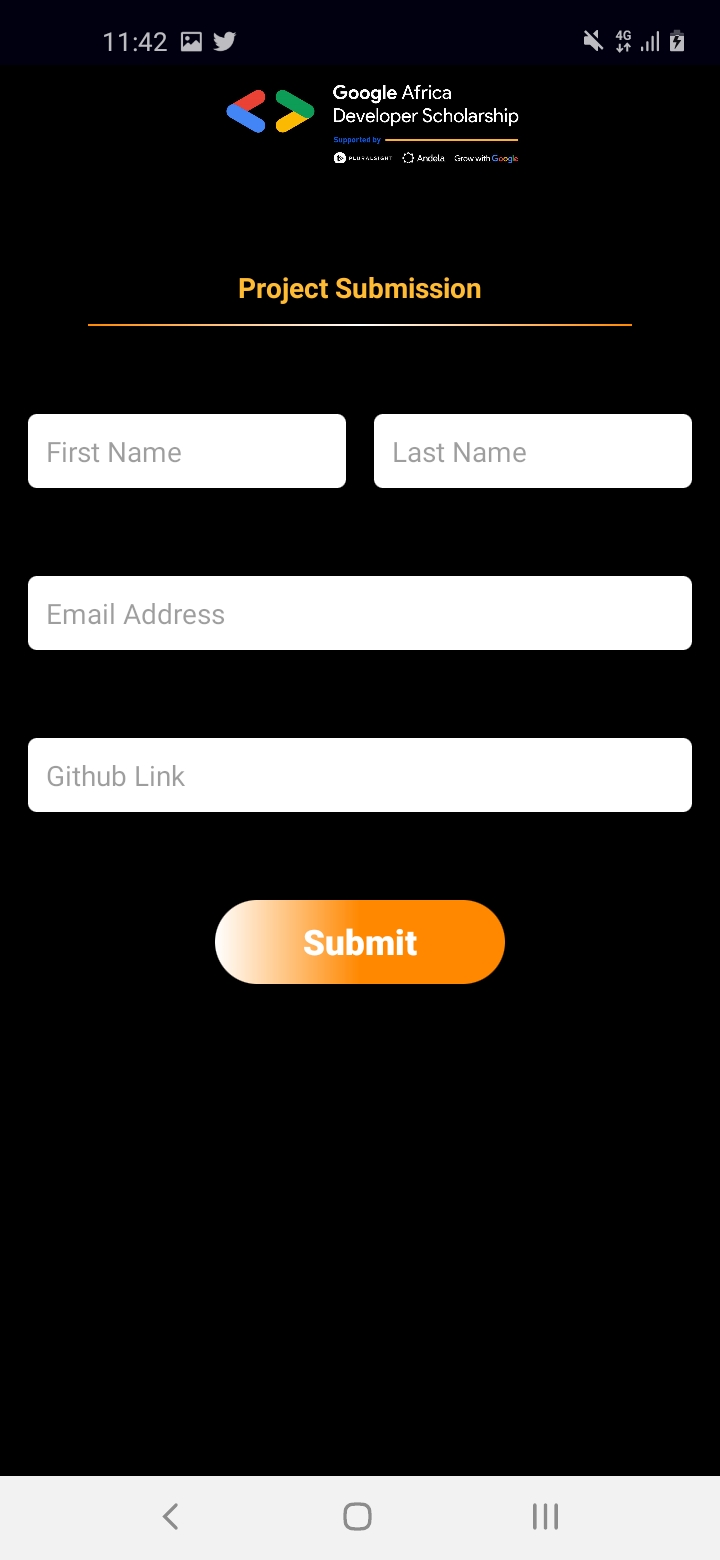 11:42
4G
Google Africa
Developer Scholarship
Supported by
PLURALSIGHT Andela Grow with Google
Project Submission
First Name Last Name
Email Address
Github Link
Submit